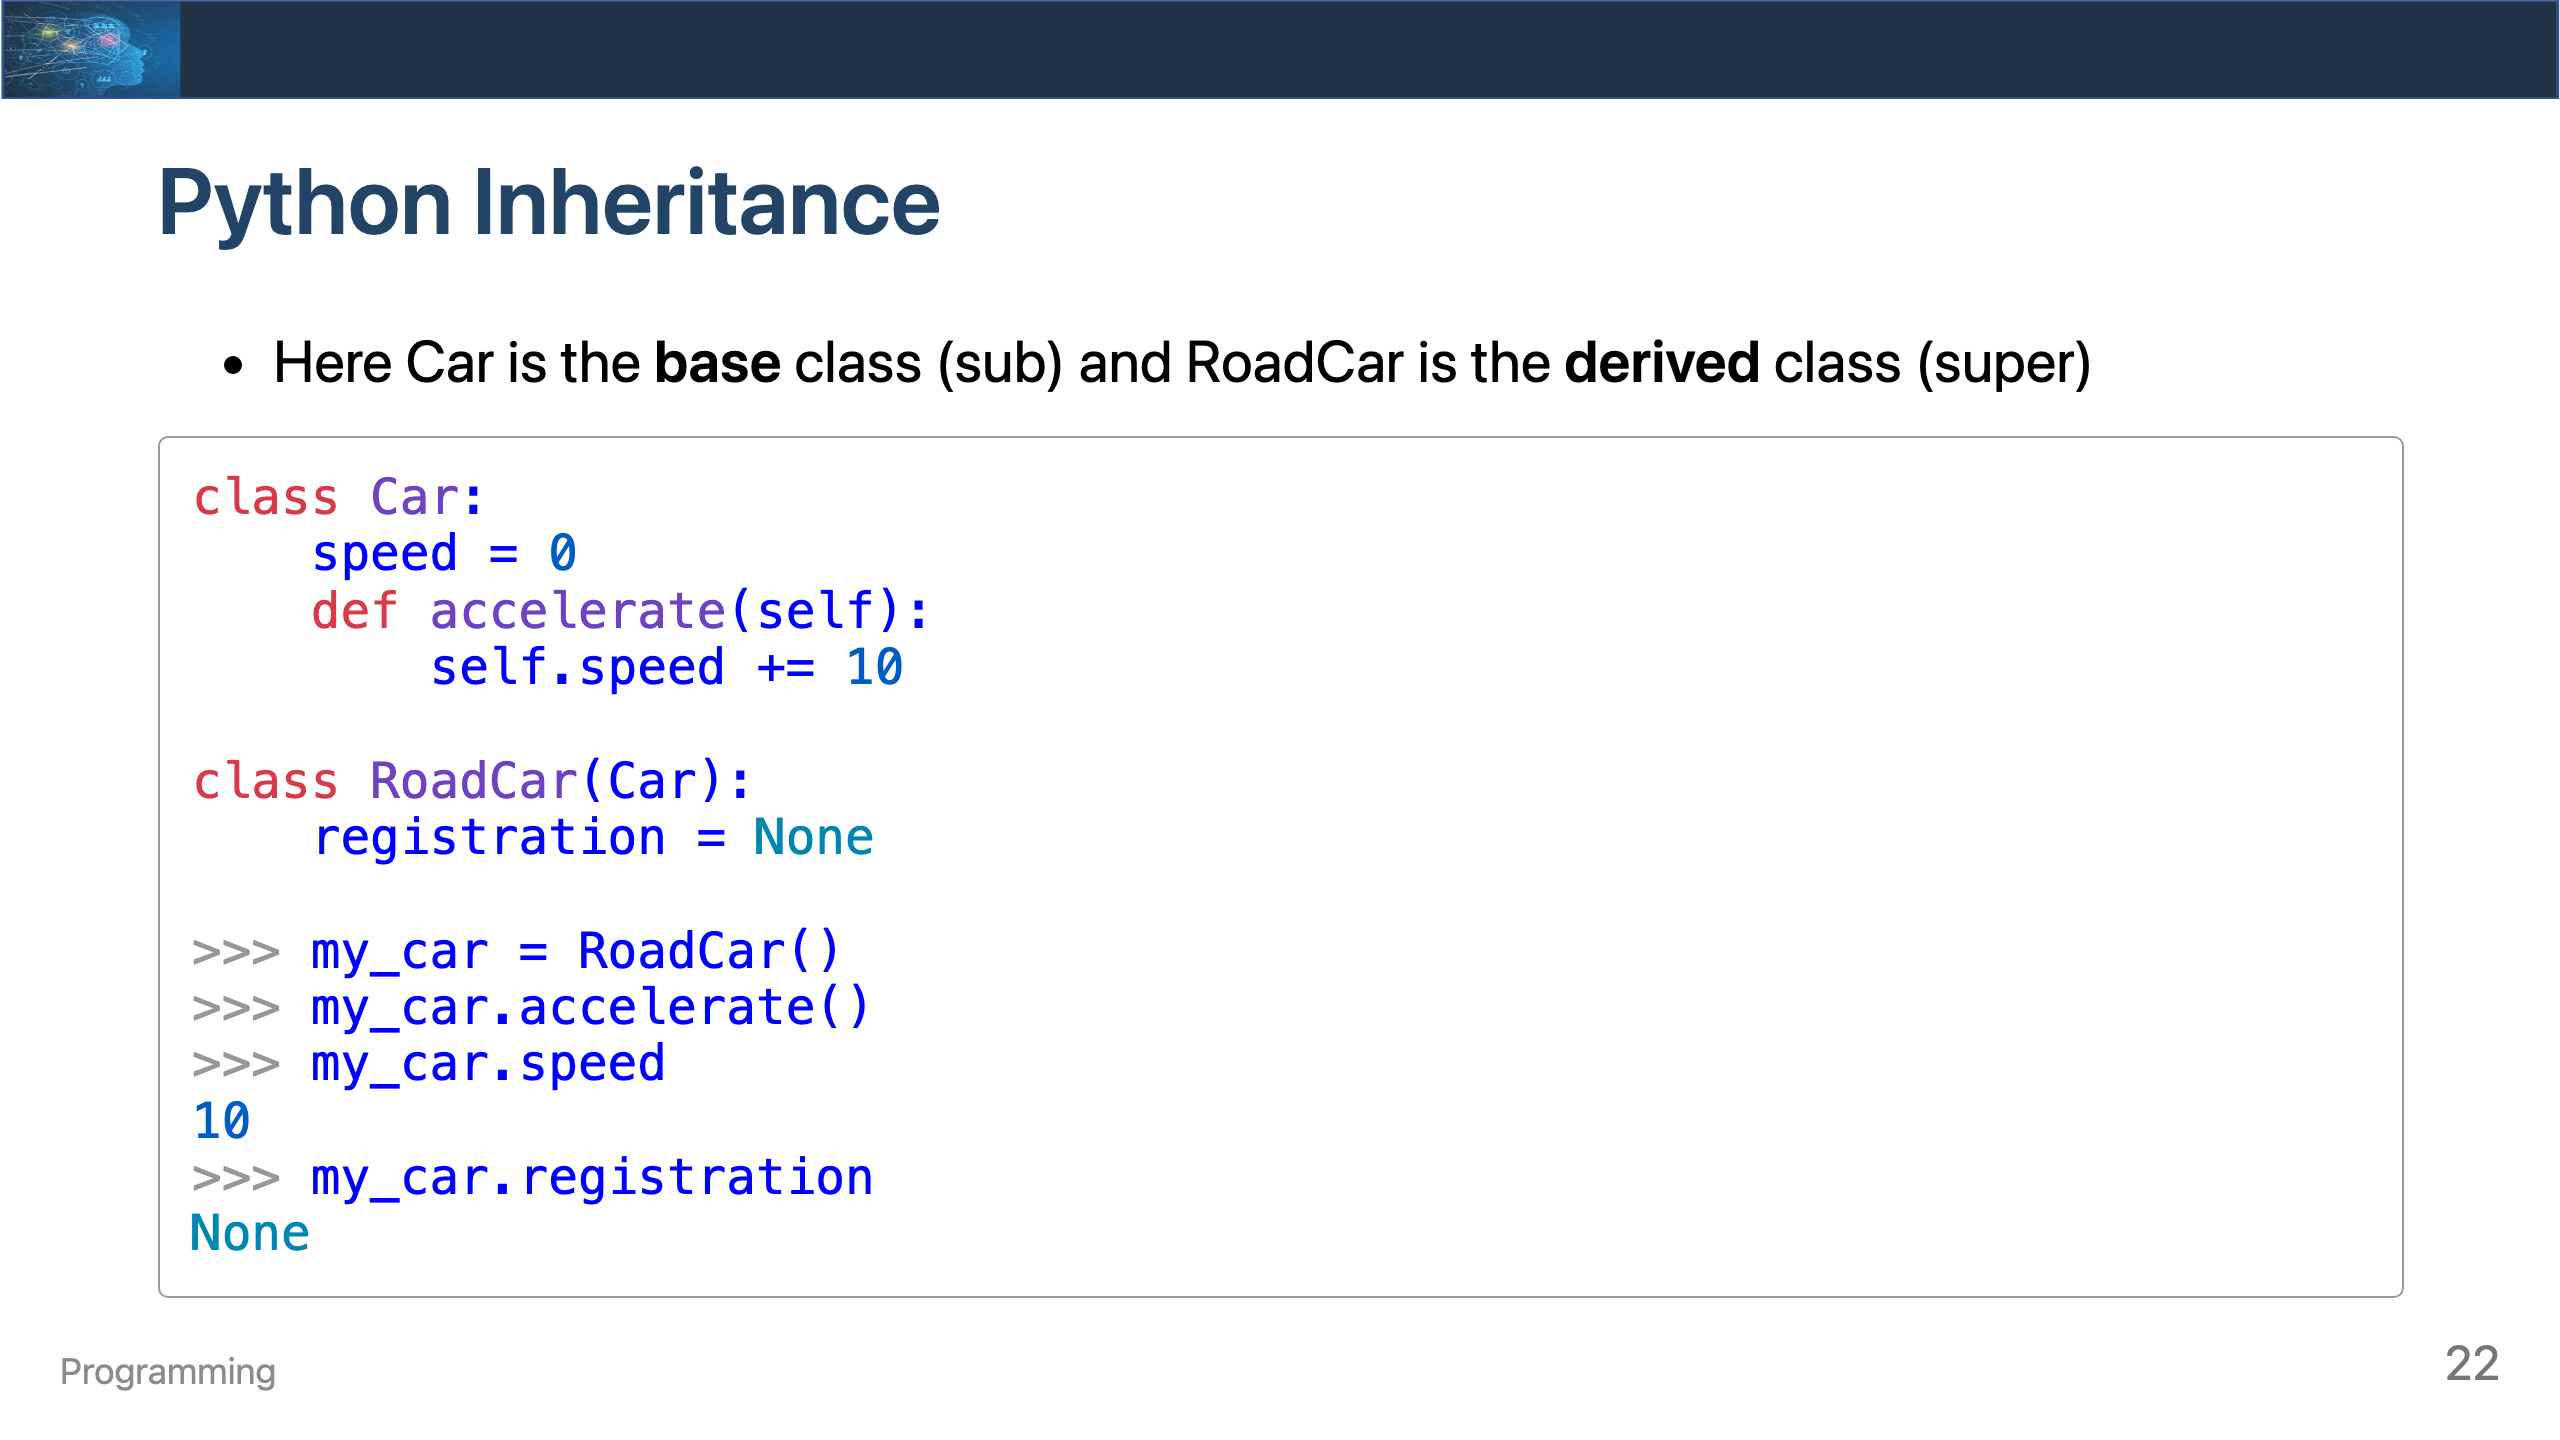 Python Inheritance
• Here Car is the base class (sub) and RoadCar is the derived class (super)
class Car:
    speed = 0
    def accelerate(self):
        self.speed += 10
class RoadCar(Car):
    registration = None
>>> my_car = RoadCar()
>>> my_car.accelerate()
>>> my_car.speed
10
>>> my_car.registration
None
Programming
22